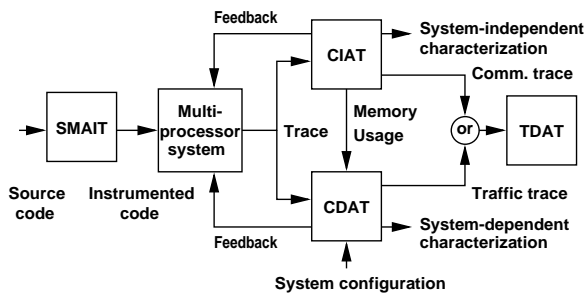 Feedback
System-independent
characterization
CIAT
Comm. trace
SMAIT
Multi-
processor
system
Trace
Memory
Usage
or
TDAT
Source
code
Instrumented
code
CDAT
Traffic trace
Feedback
System-dependent
characterization
System configuration